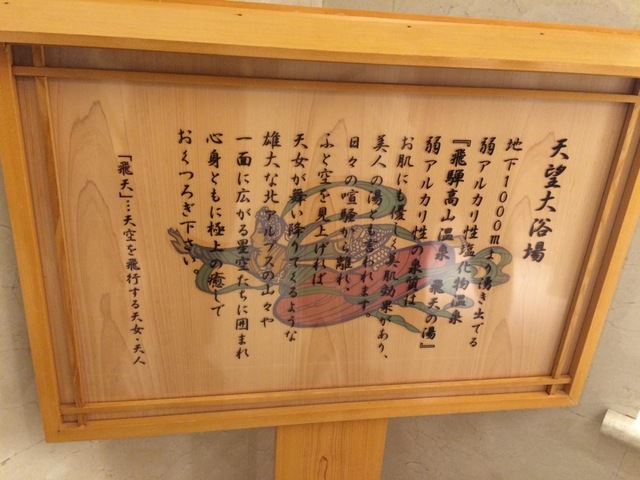 天望大浴場
地下1000mより湧き出でる
弱アルカリ性塩化物温泉
『飛騨高山温泉 飛天の湯』
弱アルカリ性の泉質は
お肌にも優しく美肌効果があり、
美人の湯とも言われます。
日々の喧騒から離れ、
ふと空を見上げれば
天女が舞い降りてくるような
雄大な北アルプスの山々や
一面に広がる星空たちに囲まれ
心身ともに極上の癒しで
おくつろぎ下さい。
「飛天」…天空を飛行する天女・天人